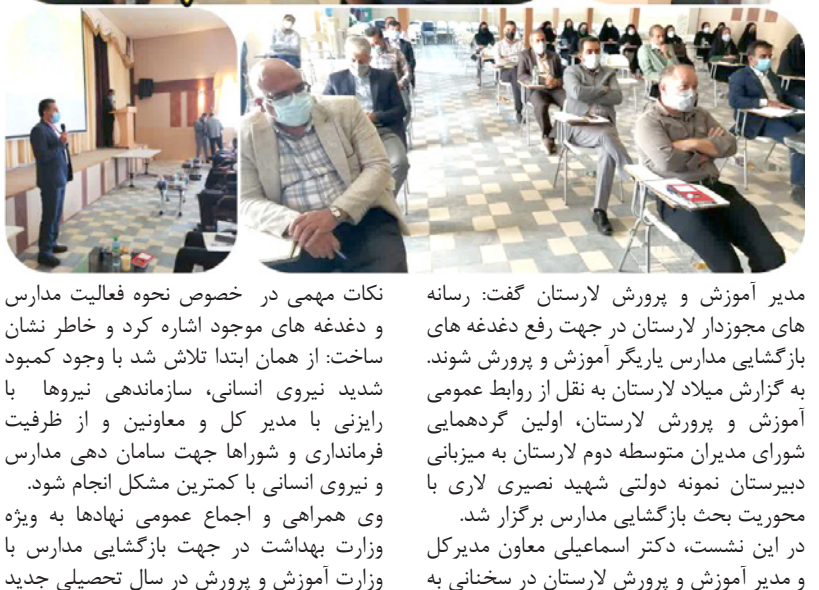 مدیر آموزش و پرورش لارستان گفت: رسانه
های مجوزدار لارستان در جهت رفع دغدغه های
بازگشایی مدارس یاریگر آموزش و پرورش شوند.
به گزارش میلاد لارستان به نقل از روابط عمومی
آموزش و پرورش لارستان، اولین گردهمایی
شورای مدیران متوسطه دوم لارستان به میزبانی
دبیرستان نمونه دولتی شهید نصیری لاری با
محوریت بحث بازگشایی مدارس برگزار شد.
در این نشست، دکتر اسماعیلی معاون مدیرکل
و مدیر آموزش و پرورش لارستان در سخنانی به
نکات مهمی در خصوص نحوه فعالیت مدارس
و دغدغه های موجود اشاره کرد و خاطر نشان
ساخت: از همان ابتدا تلاش شد با وجود کمبود
شدید نیروی انسانی، سازماندهی نیروها با
رایزنی با مدیر کل و معاونین و از ظرفیت
فرمانداری و شوراها جهت سامان دهی مدارس
و نیروی انسانی با کمترین مشکل انجام شود.
وی همراهی و اجماع عمومی نهادها به ویژه
وزارت بهداشت در جهت بازگشایی مدارس با
وزارت آموزش و پرورش در سال تحصیلی جدید